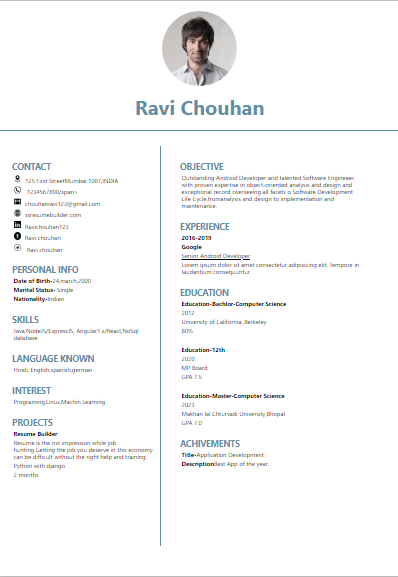 Ravi Chouhan
CONTACT
125 First StreetMumbai 1007,INDIA
1234567890/span>
chouhanravi123@gmail.com
xsresumebuilder.com
Ravichouhan123
Ravi chouhan
Ravi chouhan
PERSONAL INFO
Date of Birth-24,march,2000
Marital Status- Single
Nationality-Indian
SKILLS
Java,NodeJS/ExpressJS, Angular1.x/React,NoSql
database
LANGUAGE KNOWN
Hindi, English,spanish,german
INTEREST
Programing,Linux,Machin Learning
PROJECTS
Resume Builder
Resume is the irst impression while job
hunting.Getting the job you deserve in this economy
can be difficult without the right help and training.
Python with django
2 months
OBJECTIVE
Outstanding Android Developer and talented Software Engineeer
with proven expertise in object-oriented analysis and design and
exceptional record overseeing all facets o Software Development
Life Cycle,fromanalysis and design to implementation and
maintenance.
EXPERIENCE
2016-2019
Google
Senior Android Developer
Lorem ipsum dolor sit amet consectetur adipisicing elit. Tempore in
laudantum consequuntur.
EDUCATION
Education-Bachlor-Computer Science
2012
University of California ,Berkeley
80%
Education-12th
2020
MP Board
GPA 7.5
Education-Master-Computer Science
2023
Makhan lal Chturvadi University,Bhopal
GPA 7.0
ACHIVEMENTS
Title-Application Development
DescriptionBest App of the year.